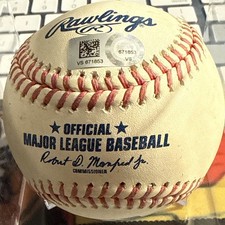 Rawlings
R
VS 671853
671853
VS
★ OFFICIAL ★
MAJOR LEAGUE BASEBALL
Robert D. Manfred Jr.
COMMISSIONER